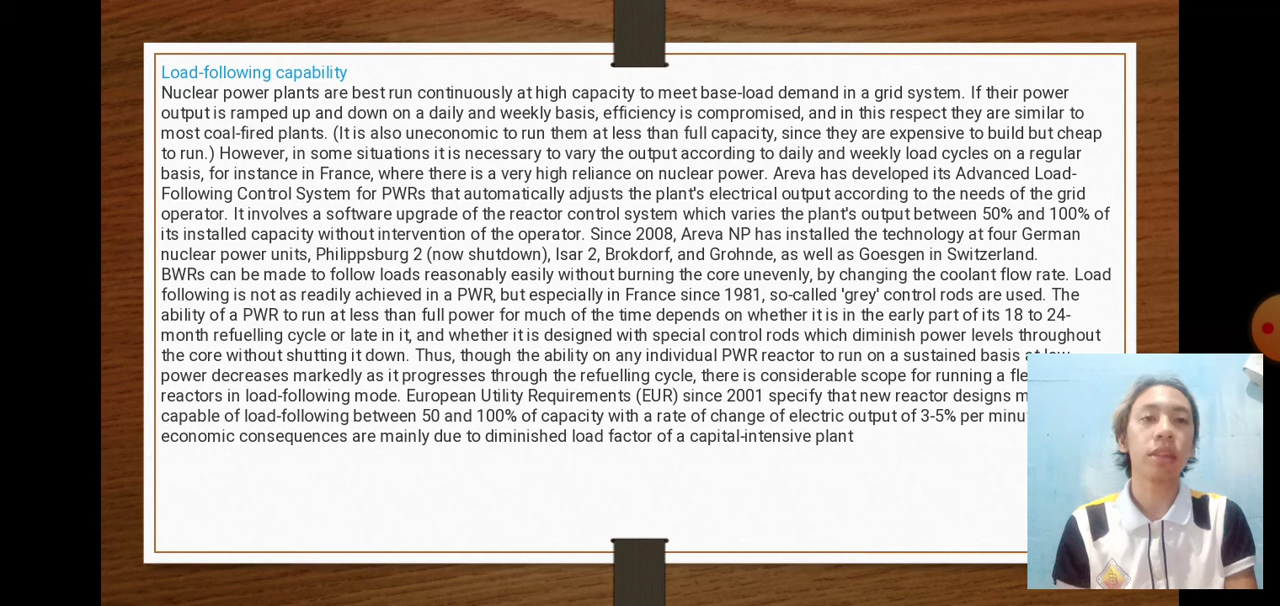 Load-following capability
Nuclear power plants are best run continuously at high capacity to meet base-load demand in a grid system. If their power
output is ramped up and down on a daily and weekly basis, efficiency is compromised, and in this respect they are similar to
most coal-fired plants. (It is also uneconomic to run them at less than full capacity, since they are expensive to build but cheap
to run.) However, in some situations it is necessary to vary the output according to daily and weekly load cycles on a regular
basis, for instance in France, where there is a very high reliance on nuclear power. Areva has developed its Advanced Load-
Following Control System for PWRs that automatically adjusts the plant's electrical output according to the needs of the grid
operator. It involves a software upgrade of the reactor control system which varies the plant's output between 50% and 100% of
its installed capacity without intervention of the operator. Since 2008, Areva NP has installed the technology at four German
nuclear power units, Philippsburg 2 (now shutdown), Isar 2, Brokdorf, and Grohnde, as well as Goesgen in Switzerland.
BWRs can be made to follow loads reasonably easily without burning the core unevenly, by changing the coolant flow rate. Load
following is not as readily achieved in a PWR, but especially in France since 1981, so-called 'grey' control rods are used. The
ability of a PWR to run at less than full power for much of the time depends on whether it is in the early part of its 18 to 24-
month refuelling cycle or late in it, and whether it is designed with special control rods which diminish power levels throughout
the core without shutting it down. Thus, though the ability on any individual PWR reactor to run on a sustained basis at low
power decreases markedly as it progresses through the refuelling cycle, there is considerable scope for running a
reactors in load-following mode. European Utility Requirements (EUR) since 2001 specify that new reactor designs
capable of load-following between 50 and 100% of capacity with a rate of change of electric output of 3-5% per
economic consequences are mainly due to diminished load factor of a capital-intensive plant